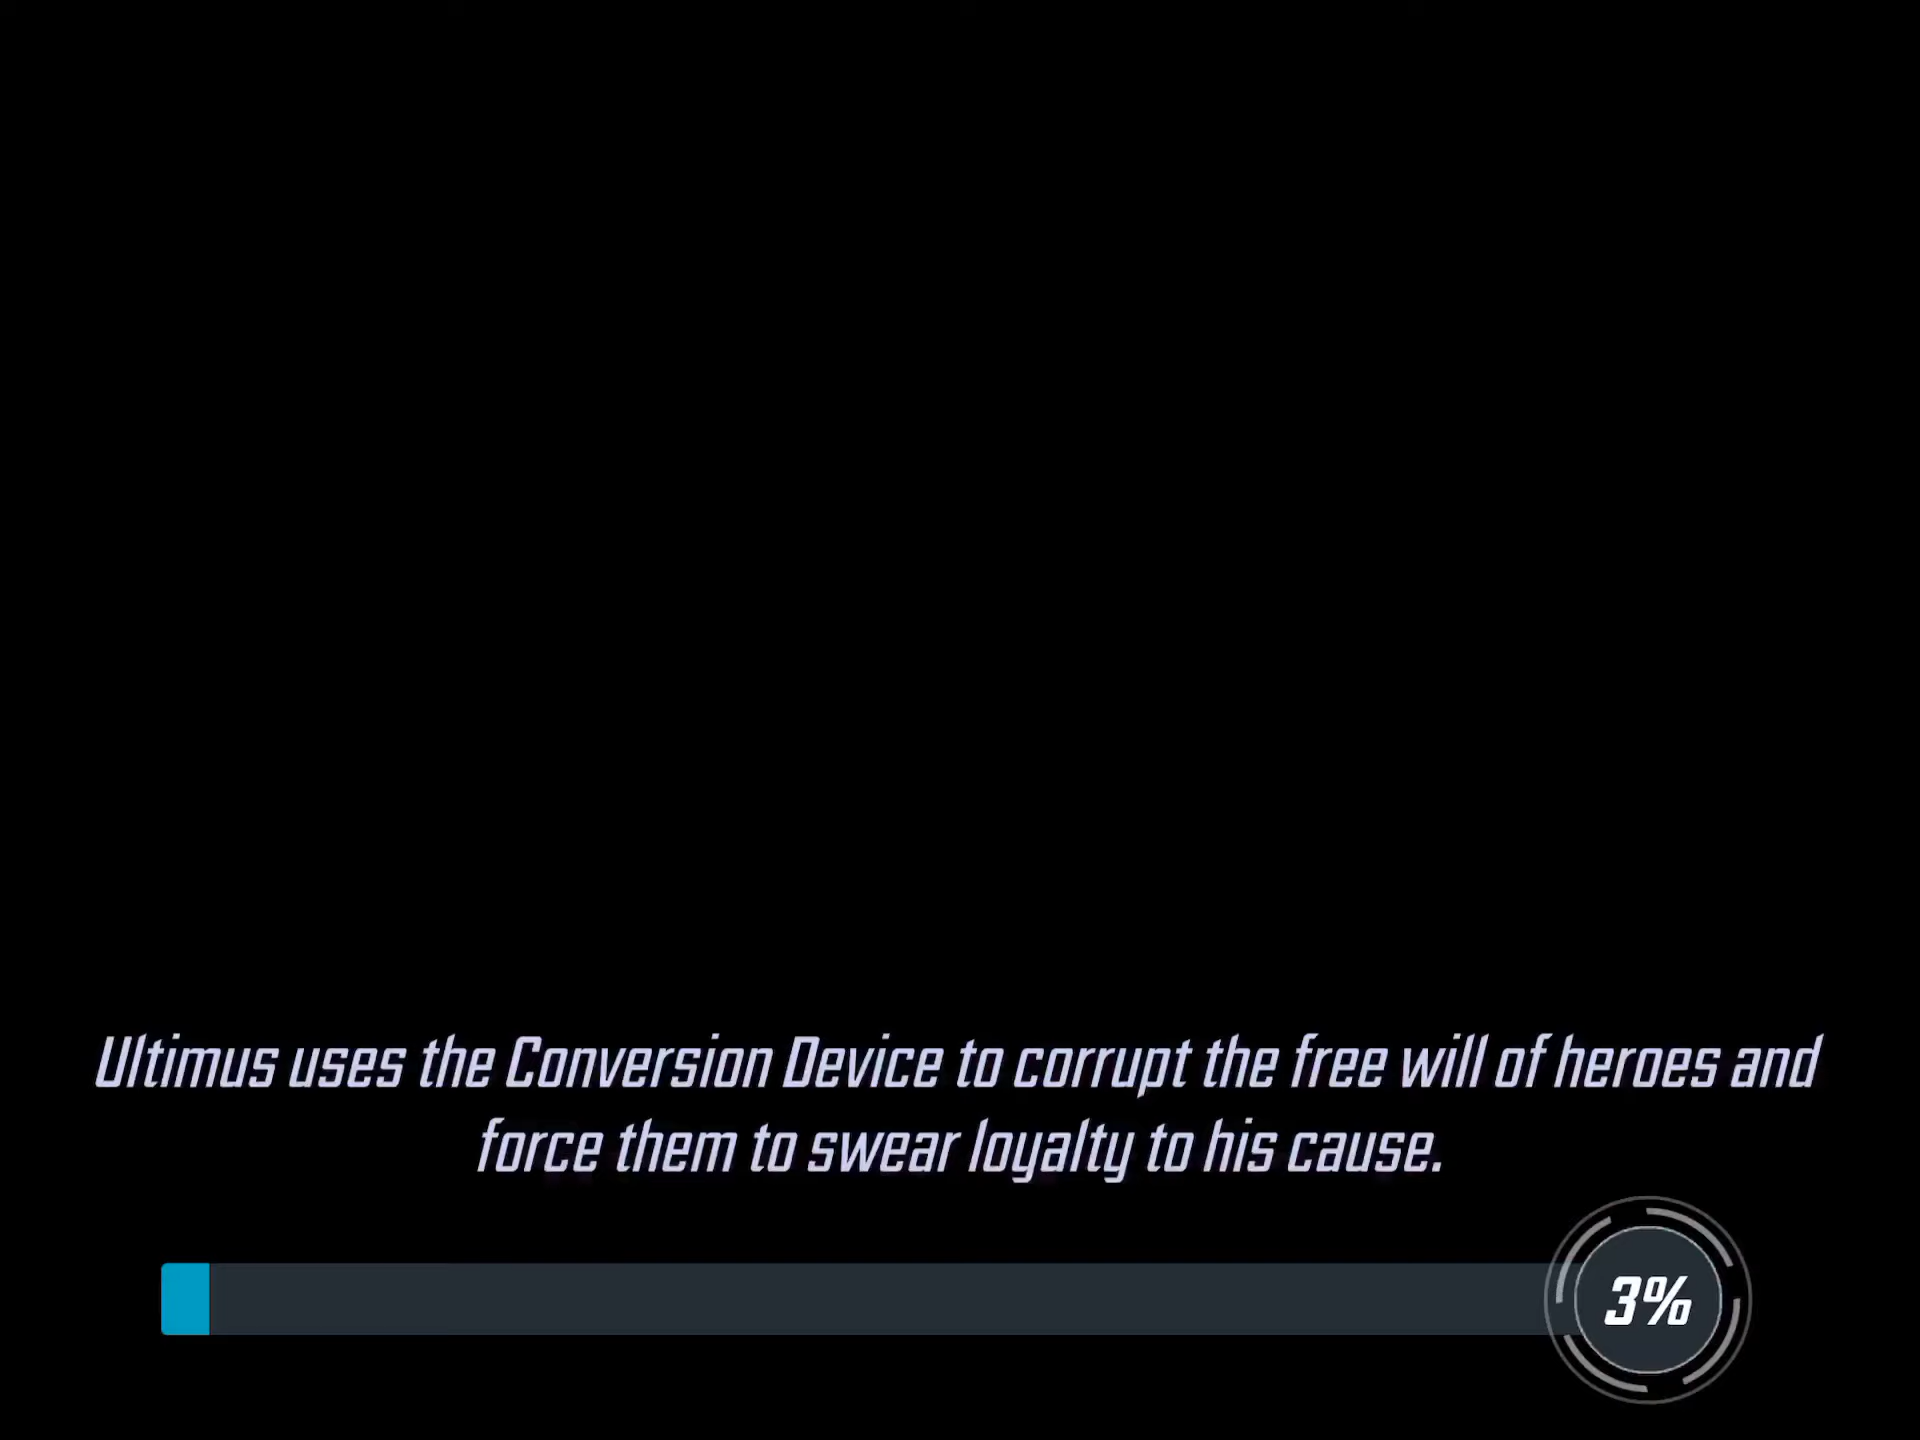 Ultimus uses the Conversion Device to corrupt the free will of heroes and
force them to swear loyalty to his cause.
3%